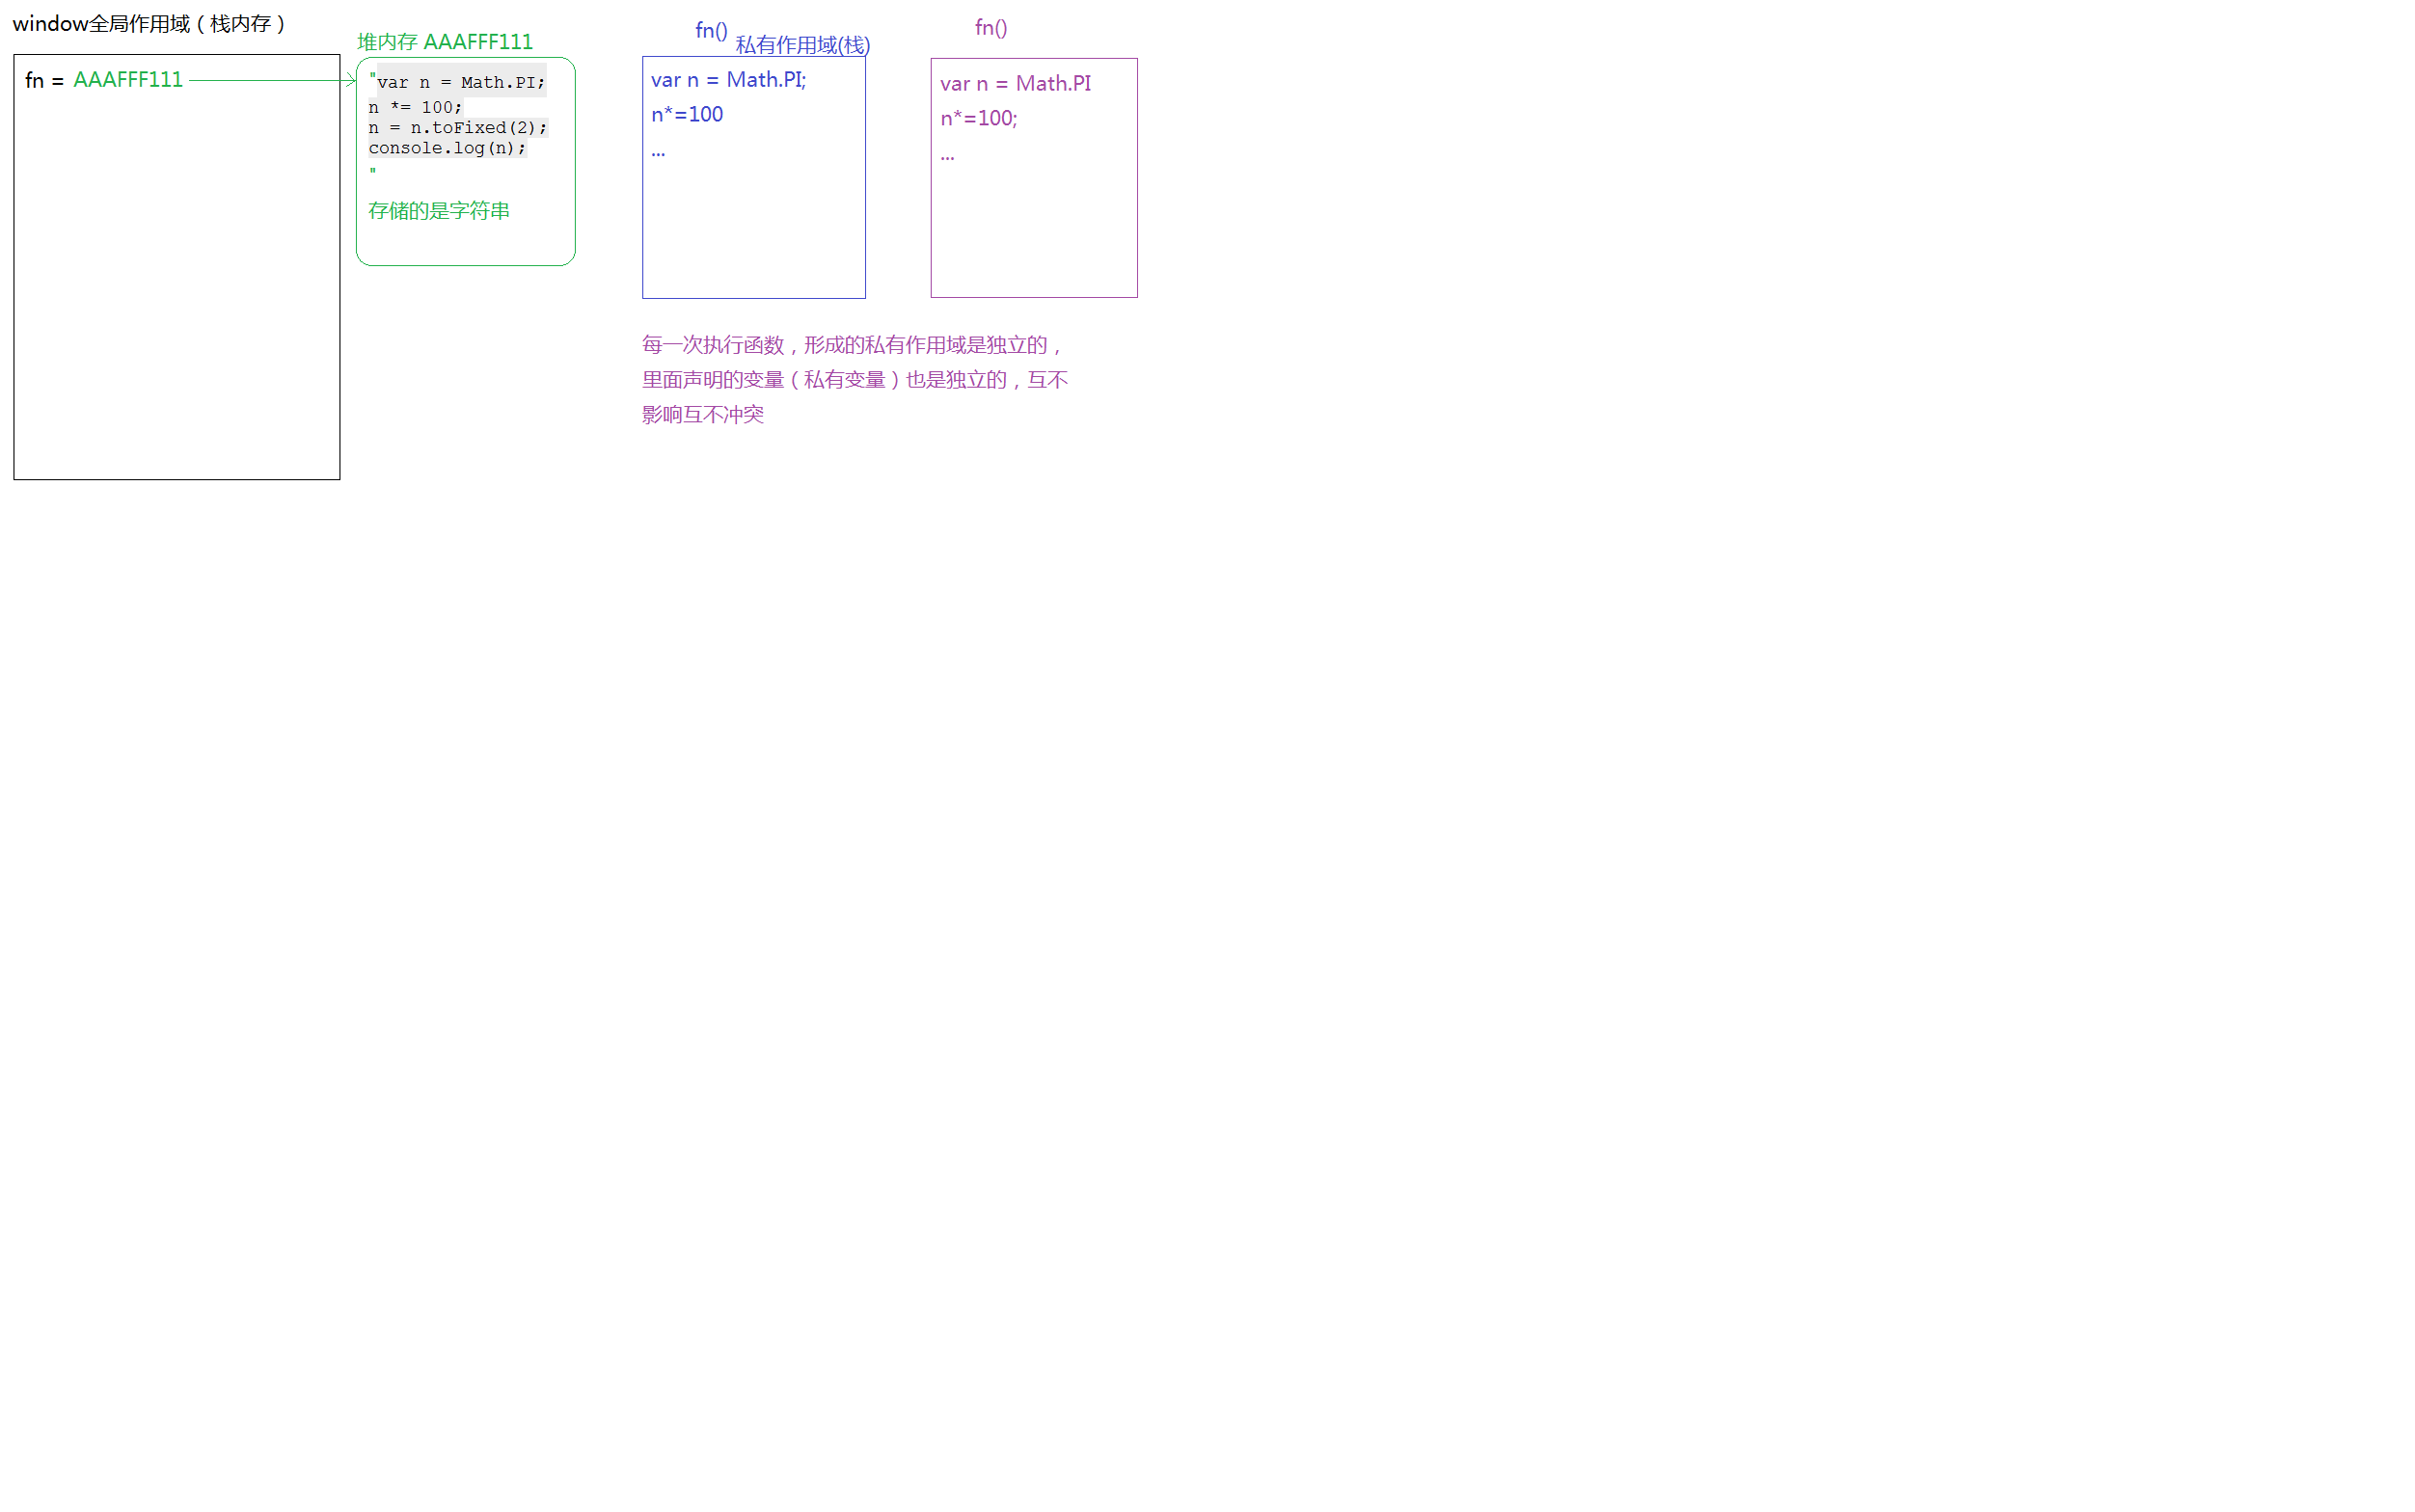 window全局作用域（栈内存）
fn = AAAFFF111
堆内存 AAAFFF111
"var n = Math.PI;
n *= 100;
n = n.toFixed(2);
console.log(n);
"
存储的是字符串
fn()
私有作用域(栈)
var n = Math.PI;
n*=100
...
fn()
var n = Math.PI
n*=100;
...
每一次执行函数，形成的私有作用域是独立的，
里面声明的变量（私有变量）也是独立的，互不
影响互不冲突